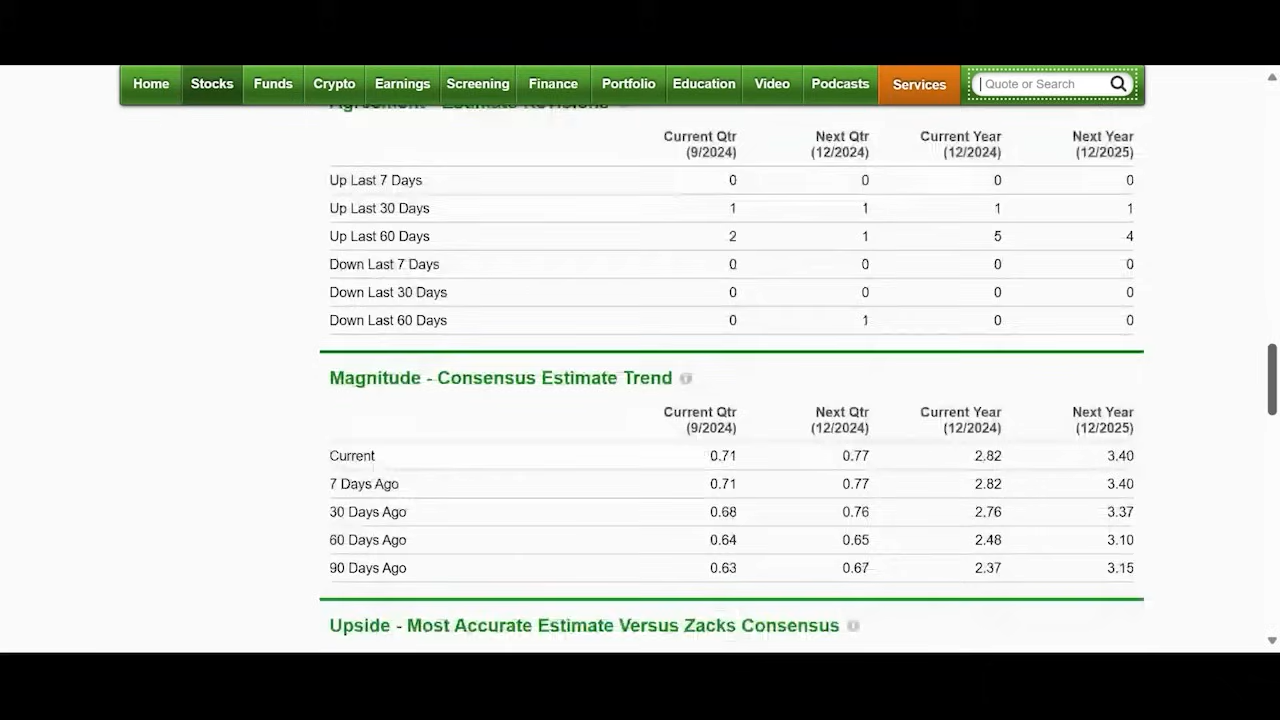 Home Stocks Funds Crypto Earnings Screening Finance Portfolio Education Video Podcasts Services Quote or Search
Agreement - Estimate Revisions
Current Qtr (9/2024) Next Qtr (12/2024) Current Year (12/2024) Next Year (12/2025)
Up Last 7 Days 0 0 0 0
Up Last 30 Days 1 1 1 1
Up Last 60 Days 2 1 5 4
Down Last 7 Days 0 0 0 0
Down Last 30 Days 0 0 0 0
Down Last 60 Days 0 1 0 0
Magnitude - Consensus Estimate Trend
Current Qtr (9/2024) Next Qtr (12/2024) Current Year (12/2024) Next Year (12/2025)
Current 0.71 0.77 2.82 3.40
7 Days Ago 0.71 0.77 2.82 3.40
30 Days Ago 0.68 0.76 2.76 3.37
60 Days Ago 0.64 0.65 2.48 3.10
90 Days Ago 0.63 0.67 2.37 3.15
Upside - Most Accurate Estimate Versus Zacks Consensus